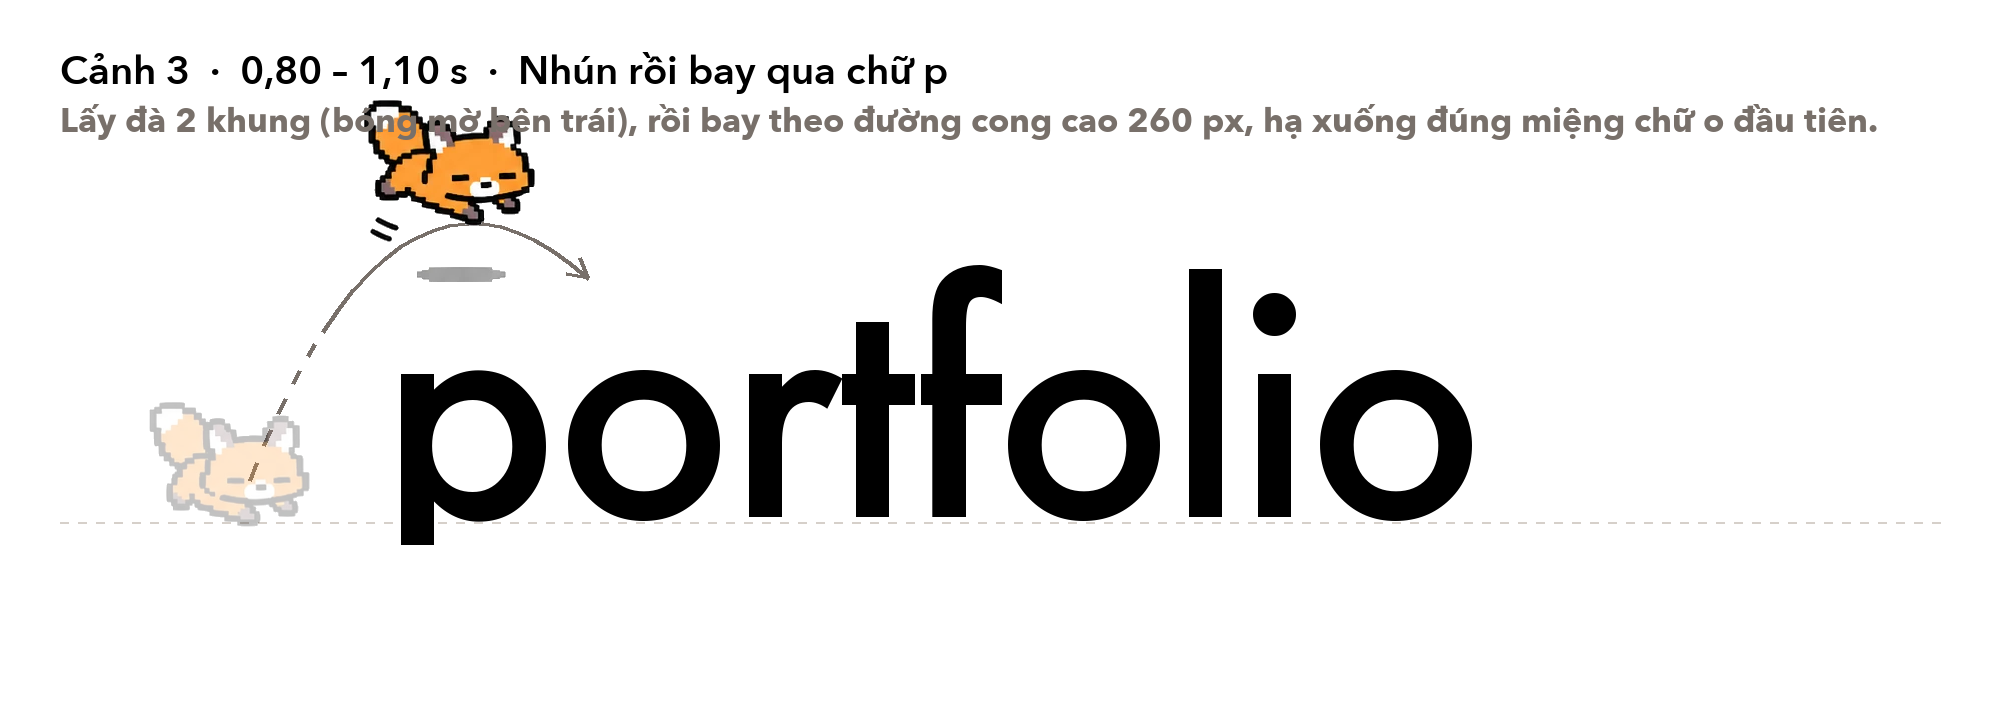 Cảnh 3 · 0,80 – 1,10 s · Nhún rồi bay qua chữ p
Lấy đà 2 khung (bóng mờ bên trái), rồi bay theo đường cong cao 260 px, hạ xuống đúng miệng chữ o đầu tiên.
portfolio